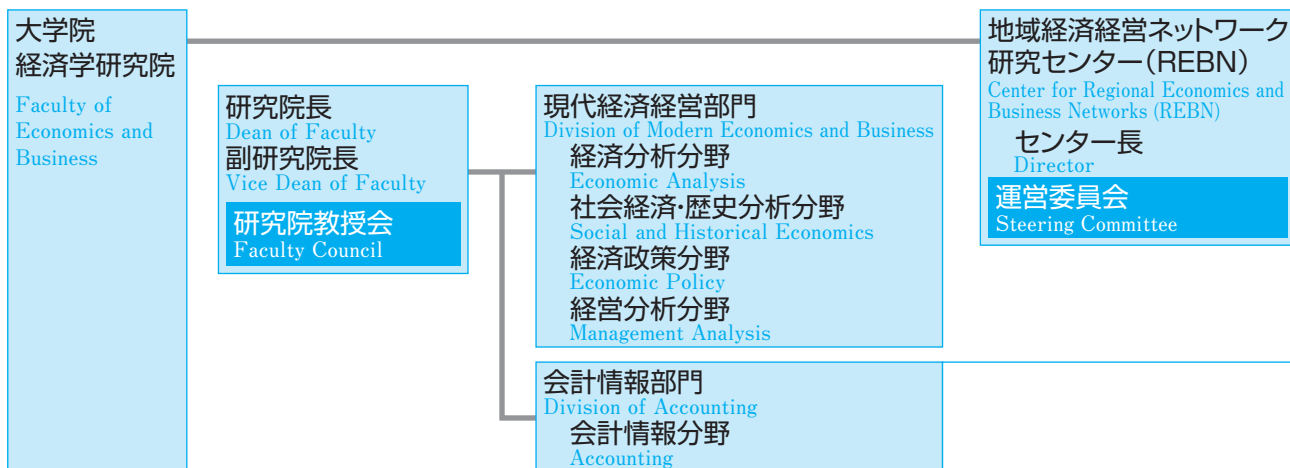 大学院
経済学研究院
Faculty of
Economics and
Business
研究院長
Dean of Faculty
副研究院長
Vice Dean of Faculty
研究院教授会
Faculty Council
現代経済経営部門
Division of Modern Economics and Business
経済分析分野
Economic Analysis
社会経済・歴史分析分野
Social and Historical Economics
経済政策分野
Economic Policy
経営分析分野
Management Analysis
会計情報部門
Division of Accounting
会計情報分野
Accounting
地域経済経営ネットワーク
研究センター（REBN）
Center for Regional Economics and
Business Networks (REBN)
センター長
Director
運営委員会
Steering Committee